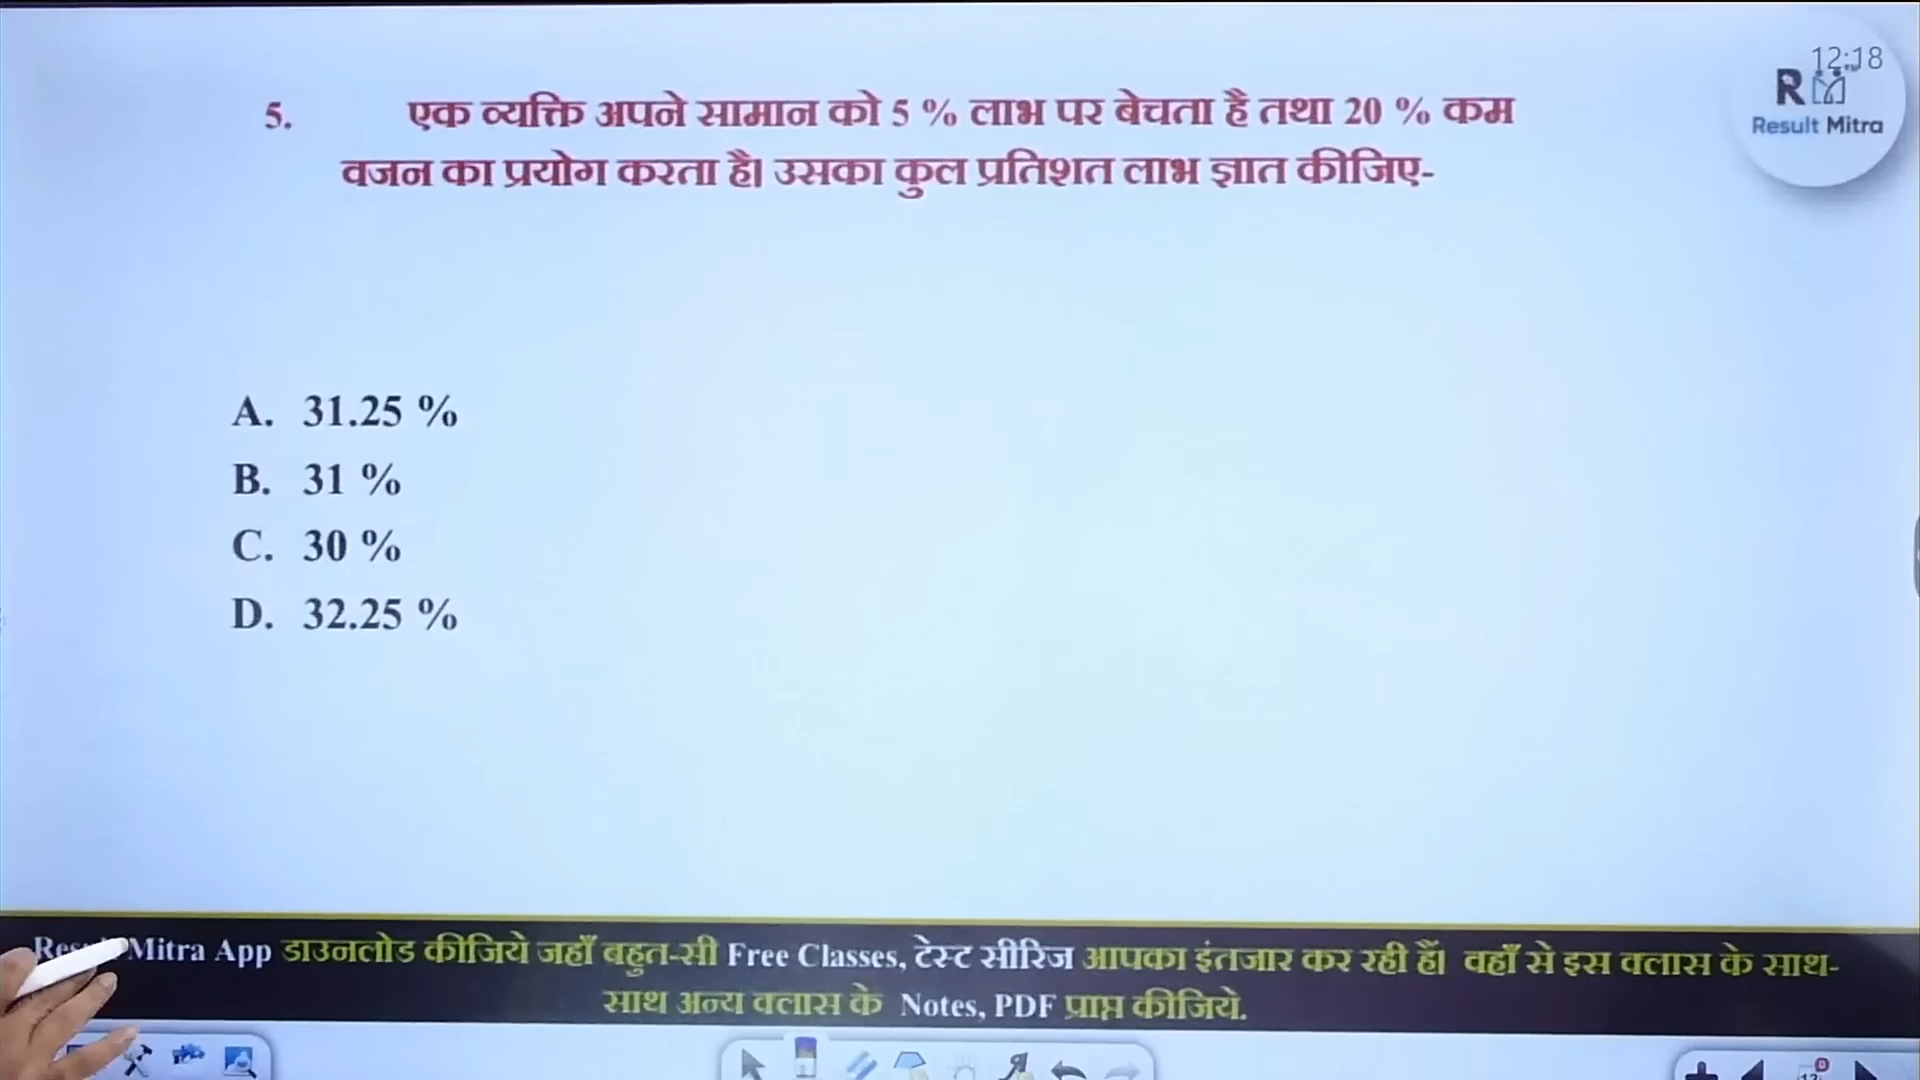 12:18
RM
Result Mitra
5. एक व्यक्ति अपने सामान को 5 % लाभ पर बेचता है तथा 20 % कम
वजन का प्रयोग करता है। उसका कुल प्रतिशत लाभ ज्ञात कीजिए-
A. 31.25 %
B. 31 %
C. 30 %
D. 32.25 %
Mitra App डाउनलोड कीजिये जहाँ बहुत-सी Free Classes, टेस्ट सीरिज आपका इंतजार कर रही हैं। वहाँ से इस क्लास के साथ-
साथ अन्य क्लास के Notes, PDF प्राप्त कीजिये.